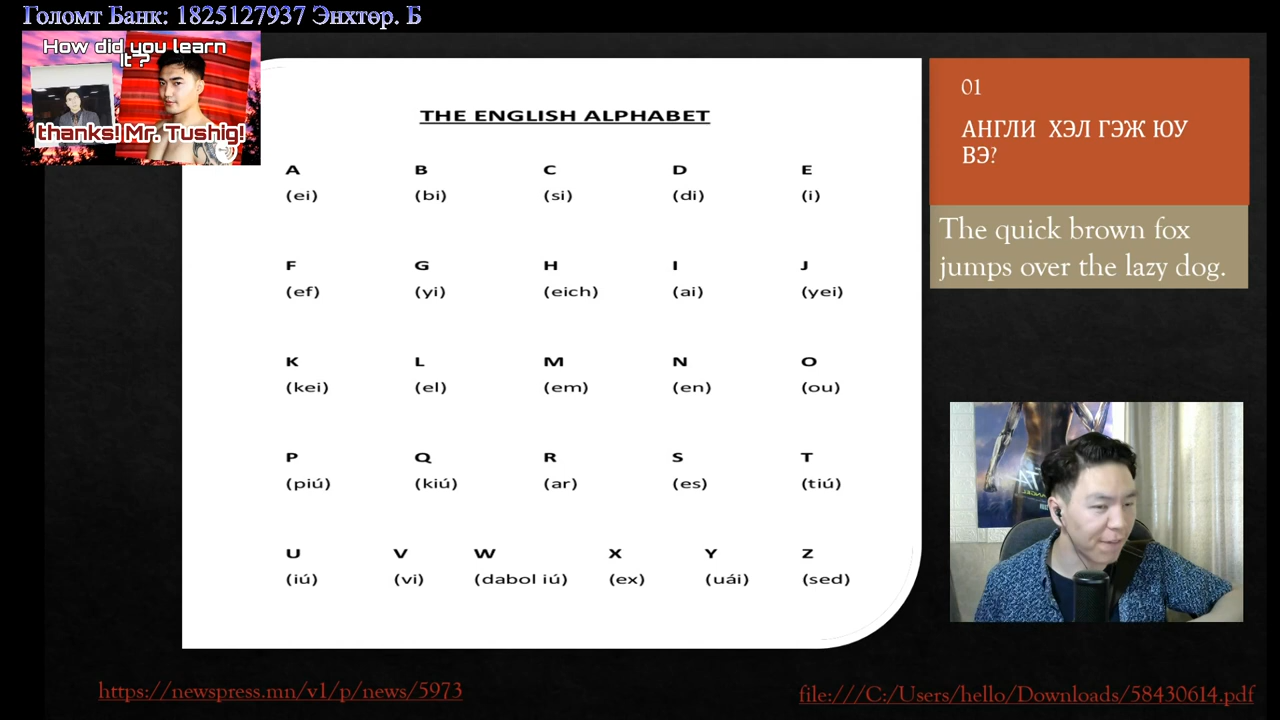 Голомт Банк: 1825127937 Энхтөр. Б
How did you learn
It ?
thanks! Mr. Tushig!
THE ENGLISH ALPHABET
A B C D E
(ei) (bi) (si) (di) (i)
F G H I J
(ef) (yi) (eich) (ai) (yei)
K L M N O
(kei) (el) (em) (en) (ou)
P Q R S T
(piú) (kiú) (ar) (es) (tiú)
U V W X Y Z
(iú) (vi) (dabol iú) (ex) (uái) (sed)
01
АНГЛИ ХЭЛ ГЭЖ ЮУ
ВЭ?
The quick brown fox
jumps over the lazy dog.
https://newspress.mn/v1/p/news/5973
file:///C:/Users/hello/Downloads/58430614.pdf